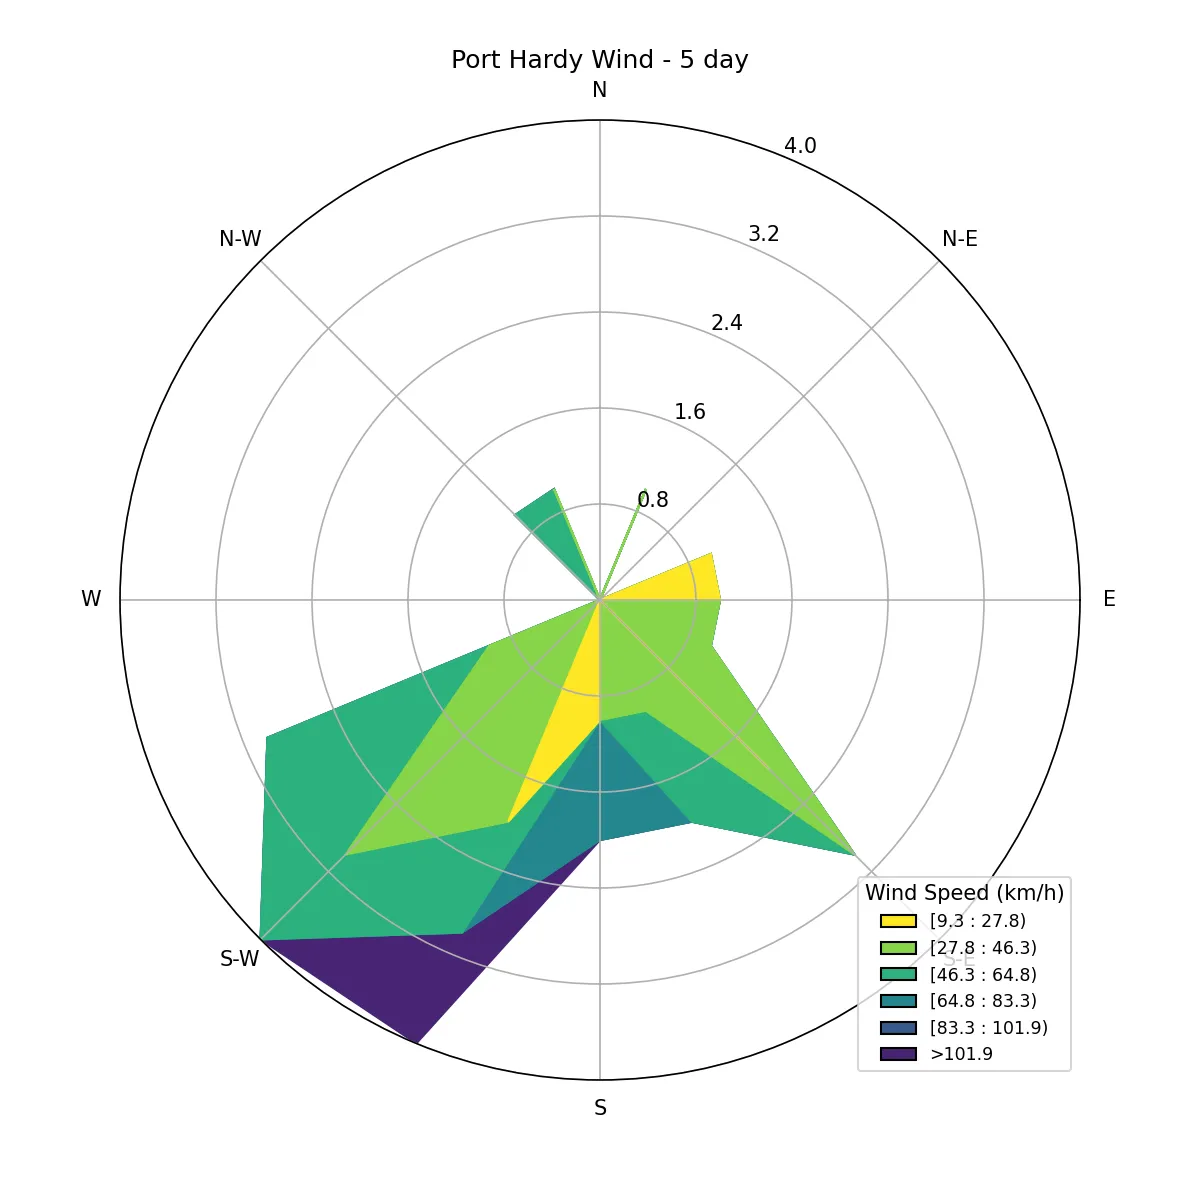 Port Hardy Wind - 5 day
N
4.0
N-W
3.2
N-E
2.4
1.6
0.8
W
E
S-W
S-E
S
Wind Speed (km/h)
[9.3 : 27.8)
[27.8 : 46.3)
[46.3 : 64.8)
[64.8 : 83.3)
[83.3 : 101.9)
>101.9